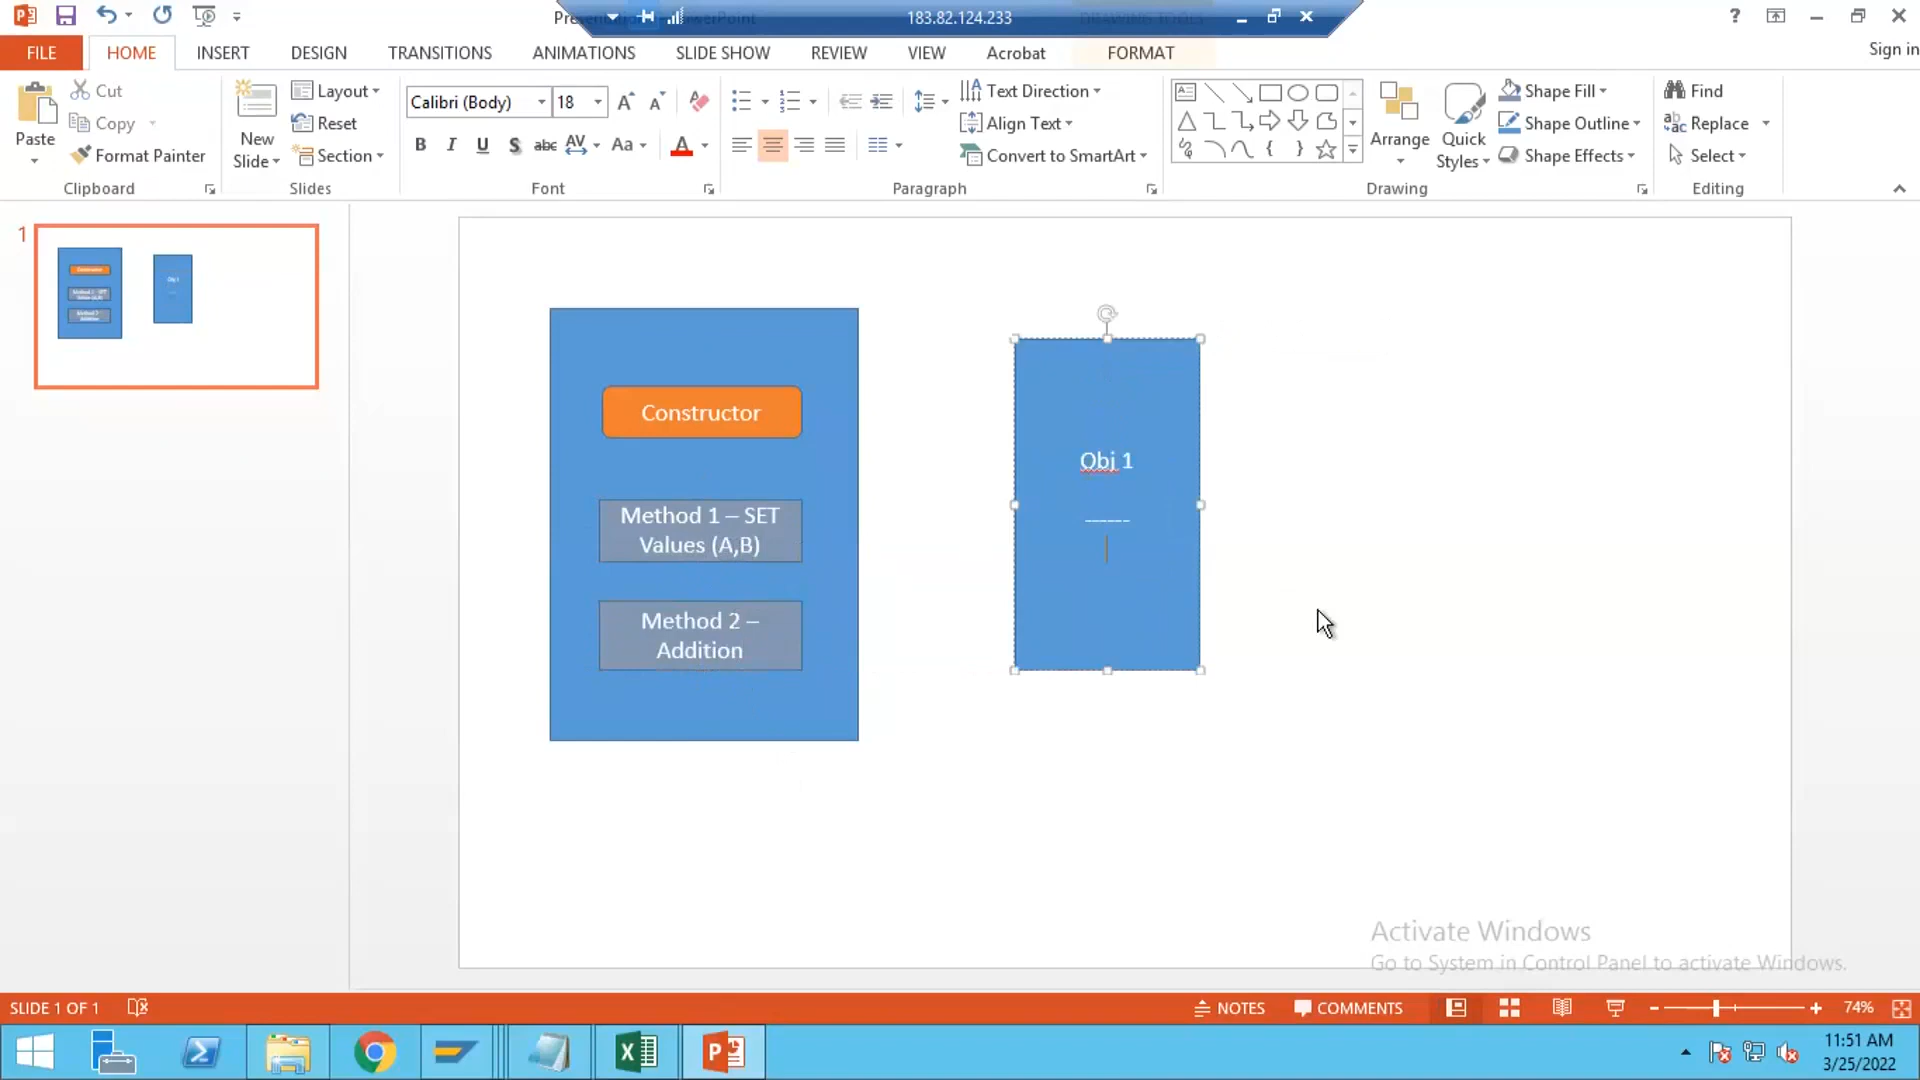 183.82.124.233
?
Sign in
FILE
HOME
INSERT
DESIGN
TRANSITIONS
ANIMATIONS
SLIDE SHOW
REVIEW
VIEW
Acrobat
FORMAT
Paste
Cut
Copy
Format Painter
Clipboard
New
Slide
Layout
Reset
Section
Slides
Calibri (Body)
18
B I U S abc AV Aa A
Font
Text Direction
Align Text
Convert to SmartArt
Paragraph
Arrange
Quick
Styles
Shape Fill
Shape Outline
Shape Effects
Drawing
Find
Replace
Select
Editing
1
Constructor
Method 1 – SET
Values (A,B)
Method 2 –
Addition
Obj 1
------
Activate Windows
Go to System in Control Panel to activate Windows.
SLIDE 1 OF 1
NOTES
COMMENTS
74%
11:51 AM
3/25/2022